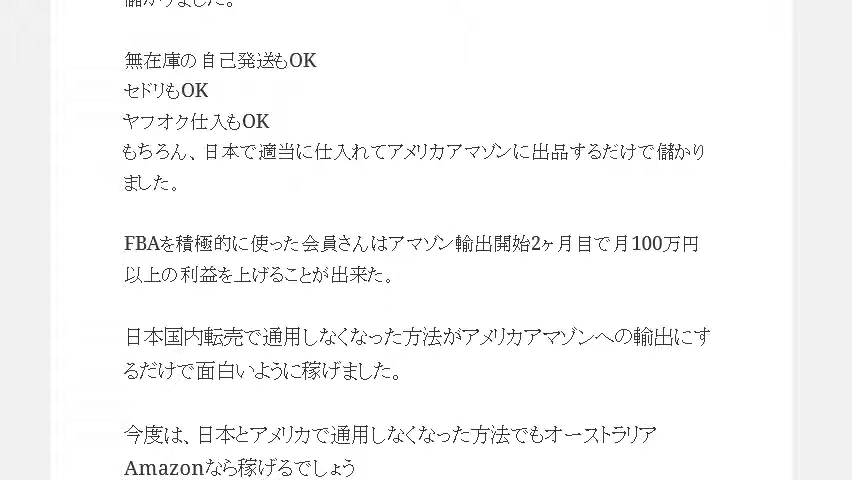 儲かりました。
無在庫の自己発送もOK
セドリもOK
ヤフオク仕入もOK
もちろん、日本で適当に仕入れてアメリカアマゾンに出品するだけで儲かり
ました。
FBAを積極的に使った会員さんはアマゾン輸出開始2ヶ月目で月100万円
以上の利益を上げることが出来た。
日本国内転売で通用しなくなった方法がアメリカアマゾンへの輸出にす
るだけで面白いように稼げました。
今度は、日本とアメリカで通用しなくなった方法でもオーストラリア
Amazonなら稼げるでしょう